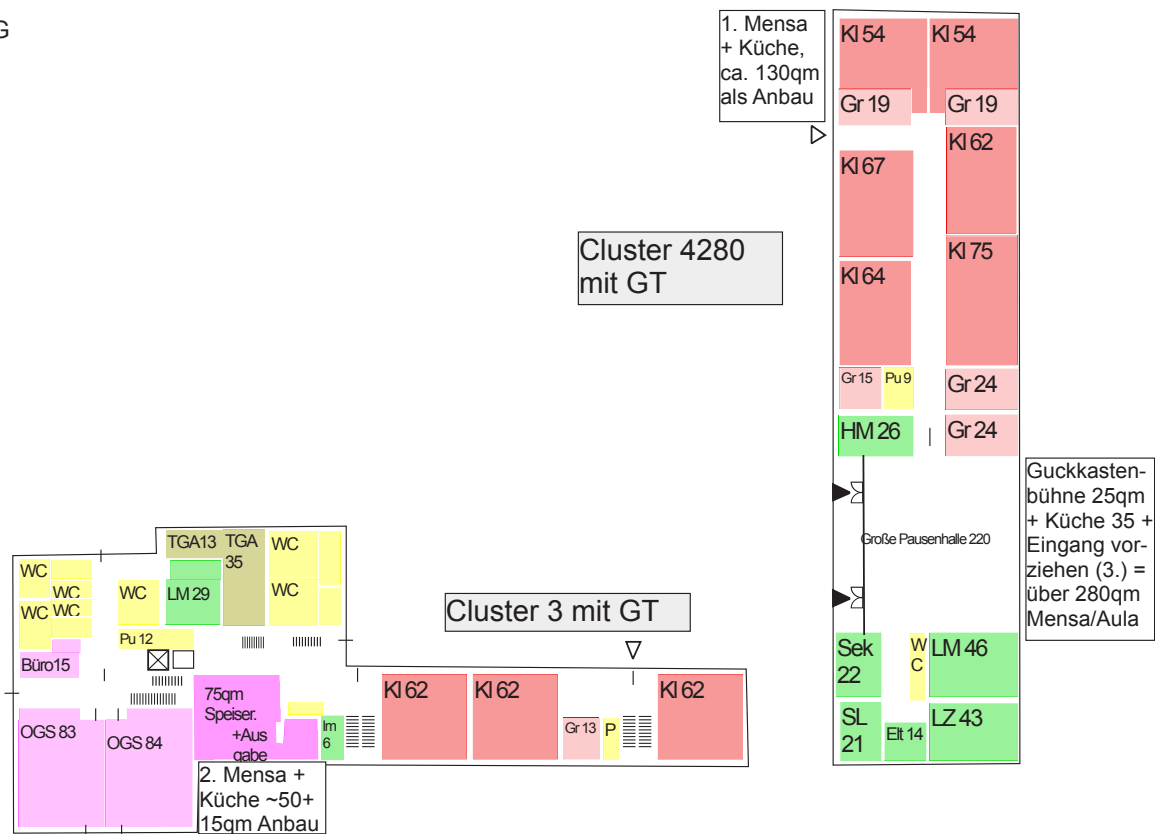 G
1. Mensa
+ Küche,
ca. 130qm
als Anbau
Kl 54
Kl 54
Gr 19
Gr 19
Kl 62
Kl 67
Cluster 4280
mit GT
Kl 75
Kl 64
Gr 15
Pu 9
Gr 24
HM 26
Gr 24
Guckkasten-
bühne 25qm
+ Küche 35 +
Eingang vor-
ziehen (3.) =
über 280qm
Mensa/Aula
Große Pausenhalle 220
Sek
22
W
C
LM 46
SL
21
Elt 14
LZ 43
TGA13
TGA
35
WC
WC
WC
WC
WC
WC
WC
LM 29
Pu 12
Büro15
Cluster 3 mit GT
OGS 83
OGS 84
75qm
Speiser.
+Aus
gabe
Im
6
Kl 62
Kl 62
Gr 13
P
Kl 62
2. Mensa +
Küche ~50+
15qm Anbau